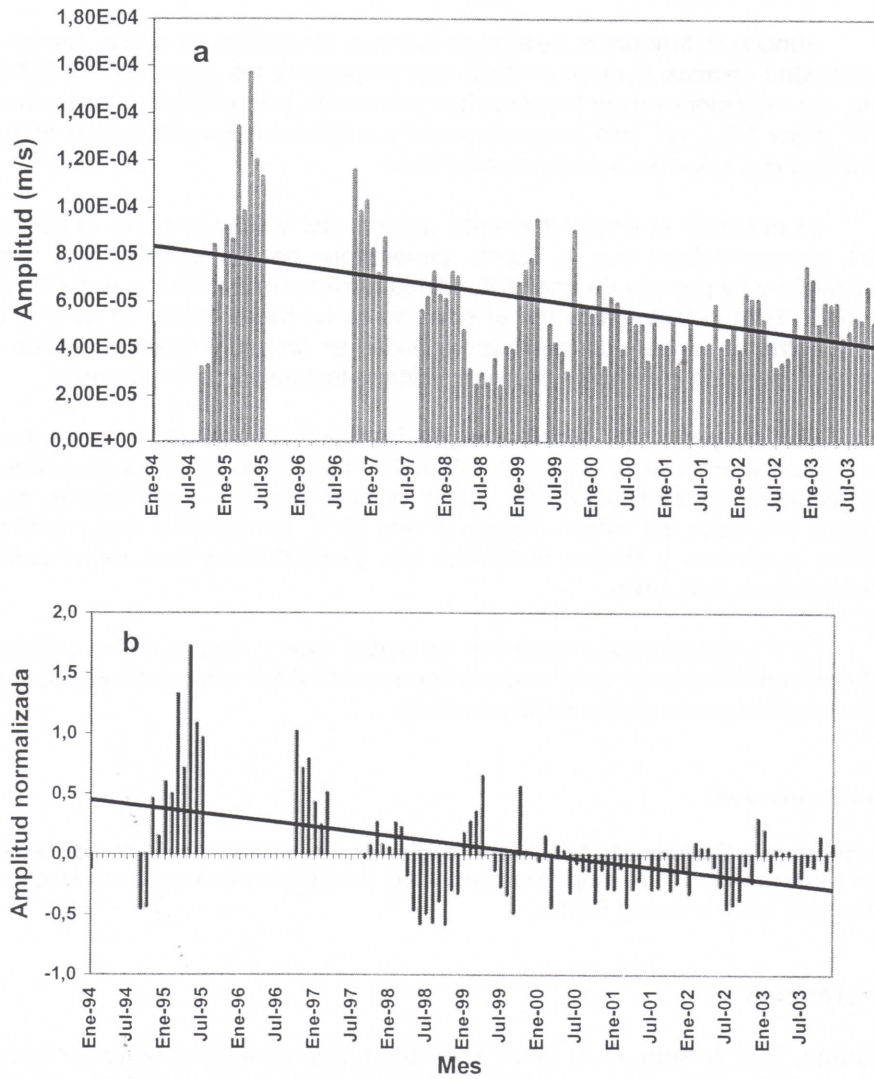 1,80E-04
1,60E-04
1,40E-04
1,20E-04
1,00E-04
8,00E-05
6,00E-05
4,00E-05
2,00E-05
0,00E+00
Amplitud (m/s)
a
Ene-94
Jul-94
Ene-95
Jul-95
Ene-96
Jul-96
Ene-97
Jul-97
Ene-98
Jul-98
Ene-99
Jul-99
Ene-00
Jul-00
Ene-01
Jul-01
Ene-02
Jul-02
Ene-03
Jul-03
2,0
1,5
1,0
0,5
0,0
-0,5
-1,0
Amplitud normalizada
b
Ene-94
Jul-94
Ene-95
Jul-95
Ene-96
Jul-96
Ene-97
Jul-97
Ene-98
Jul-98
Ene-99
Jul-99
Ene-00
Jul-00
Ene-01
Jul-01
Ene-02
Jul-02
Ene-03
Jul-03
Mes